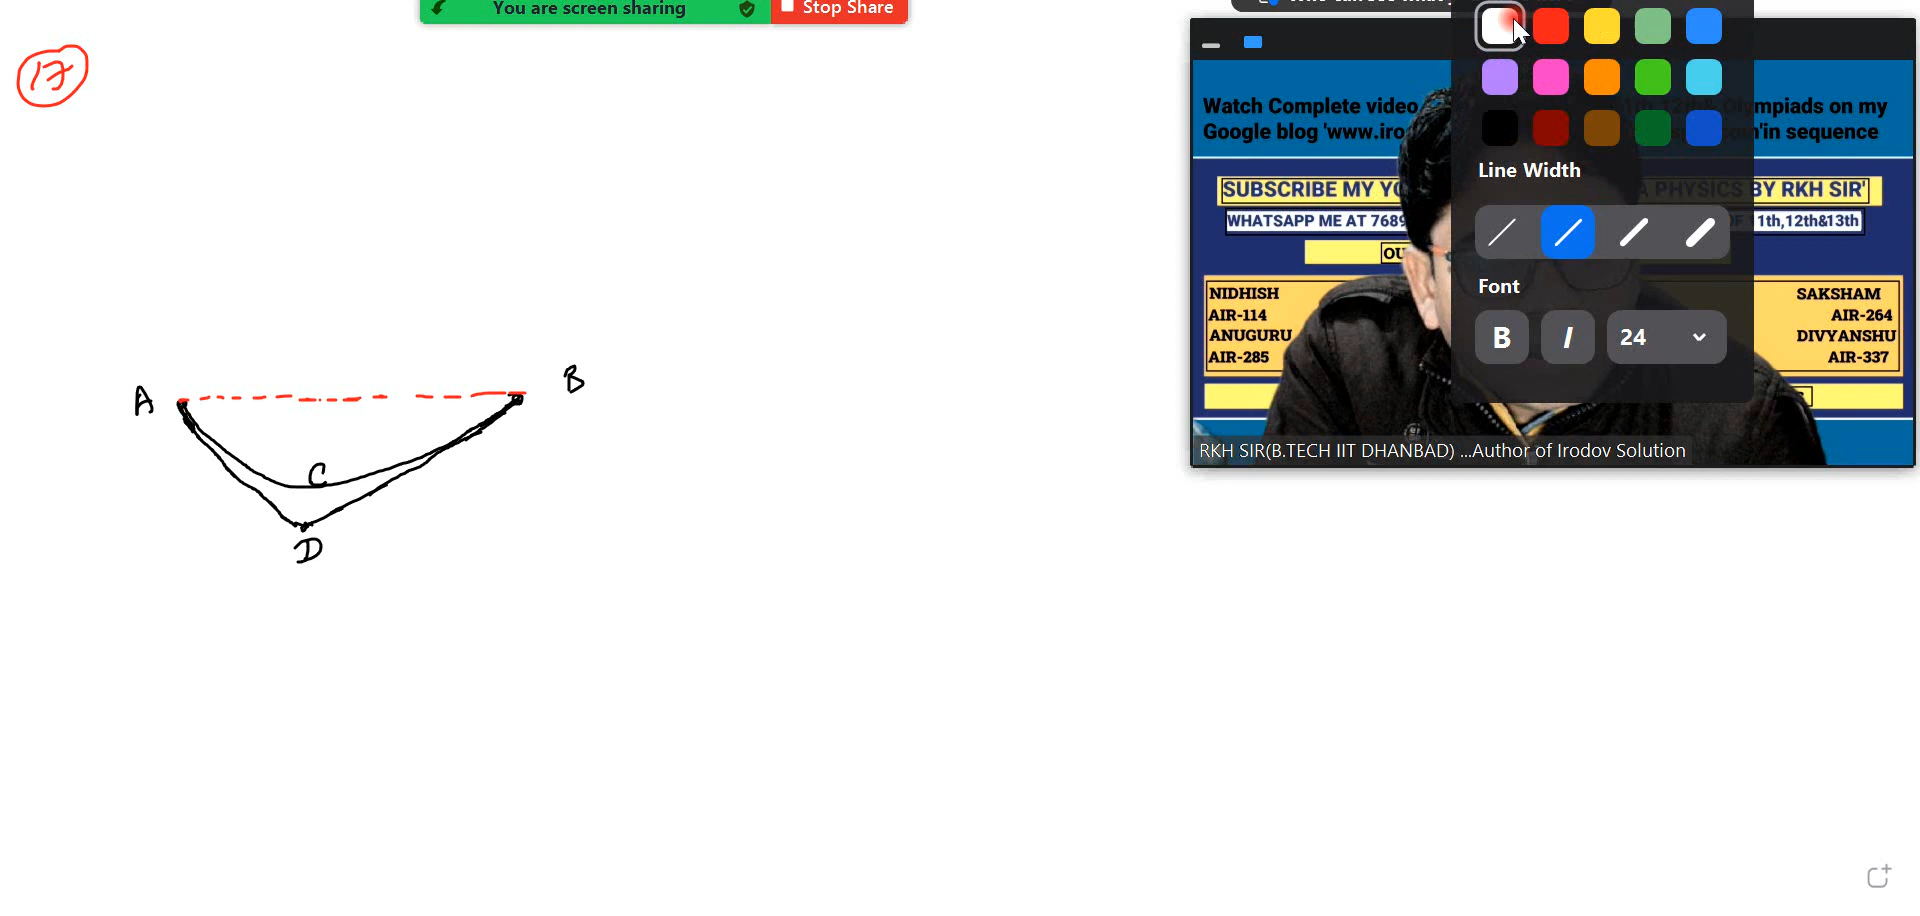 You are screen sharing
Stop Share
17
A
B
C
D
Watch Complete video
mpiads on my
Google blog 'www.iro
'in sequence
SUBSCRIBE MY YO
A PHYSICS BY RKH SIR'
WHATSAPP ME AT 7689
OF 11th,12th&13th
OU
NIDHISH
AIR-114
ANUGURU
AIR-285
SAKSHAM
AIR-264
DIVYANSHU
AIR-337
RKH SIR(B.TECH IIT DHANBAD) ...Author of Irodov Solution
Line Width
Font
B
I
24